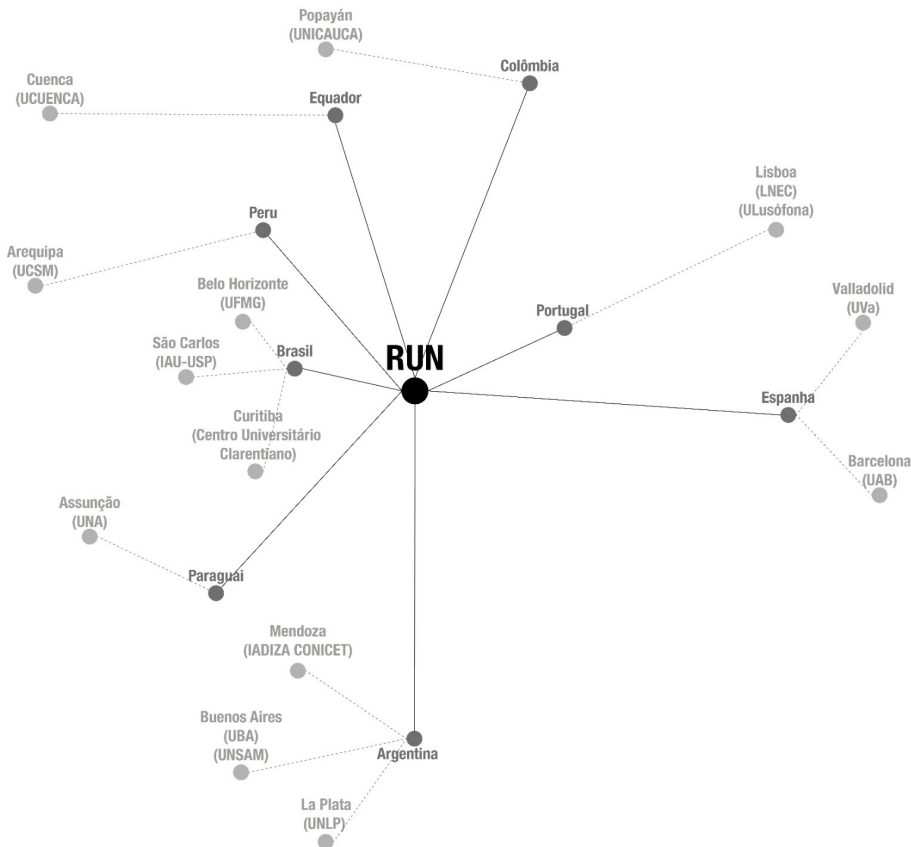 Popayán
(UNICAUCA)
Colômbia
Cuenca
(UCUENCA)
Equador
Lisboa
(LNEC)
(ULusófona)
Peru
Arequipa
(UCSM)
Belo Horizonte
(UFMG)
Valladolid
(UVa)
Portugal
São Carlos
(IAU-USP)
Brasil
RUN
Espanha
Curitiba
(Centro Universitário
Clarentiano)
Barcelona
(UAB)
Assunção
(UNA)
Paraguai
Mendoza
(IADIZA CONICET)
Buenos Aires
(UBA)
(UNSAM)
Argentina
La Plata
(UNLP)